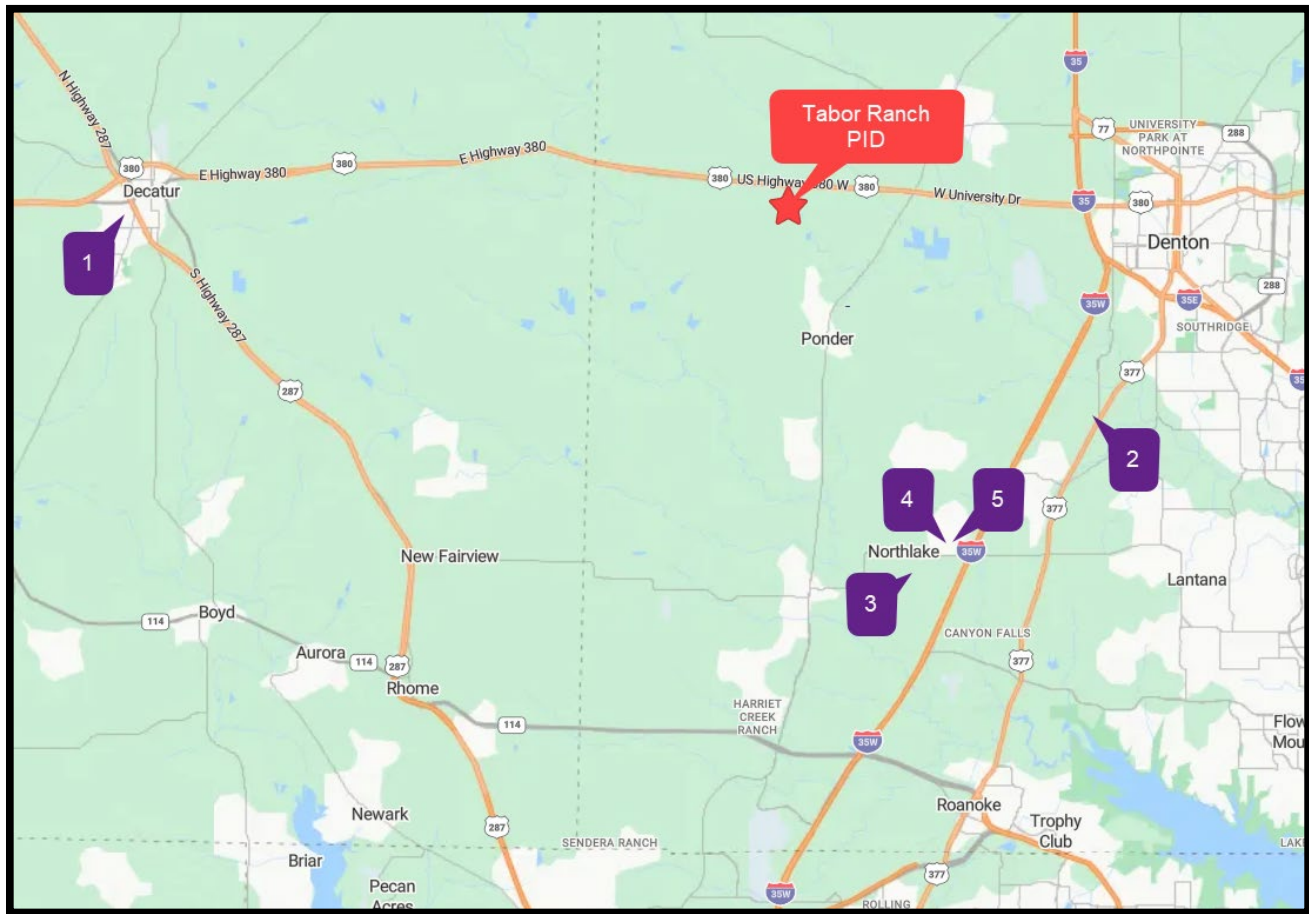 35
N Highway 287
Tabor Ranch
PID
77
UNIVERSITY
PARK AT
NORTHPOINTE
288
380
E Highway 380
380
E Highway 380
380
US Highway 380 W
380
W University Dr
35
380
Decatur
1
Denton
S Highway 287
35W
35E
288
SOUTHRIDGE
Ponder
377
35
287
2
4
5
377
New Fairview
Northlake
35W
Lantana
3
114
Boyd
CANYON FALLS
Aurora
114
287
377
Rhome
HARRIET
CREEK
RANCH
114
Flow
Mou
35W
Roanoke
Newark
Trophy
Club
287
SENDERA RANCH
LAK
Briar
377
Pecan
Acres
35W
ROLLING